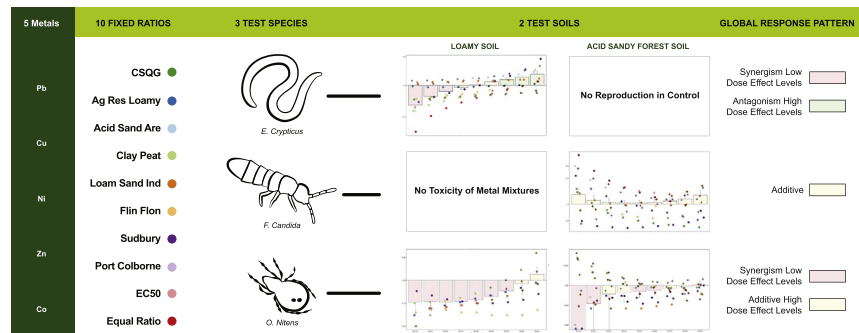 5 Metals
10 FIXED RATIOS
3 TEST SPECIES
2 TEST SOILS
GLOBAL RESPONSE PATTERN
Pb
Cu
Ni
Zn
Co
CSQG
Ag Res Loamy
Acid Sand Are
Clay Peat
Loam Sand Ind
Flin Flon
Sudbury
Port Colborne
EC50
Equal Ratio
E. Crypticus
F. Candida
O. Nitens
LOAMY SOIL
ACID SANDY FOREST SOIL
No Reproduction in Control
No Toxicity of Metal Mixtures
Synergism Low
Dose Effect Levels
Antagonism High
Dose Effect Levels
Additive
Synergism Low
Dose Effect Levels
Additive High
Dose Effect Levels